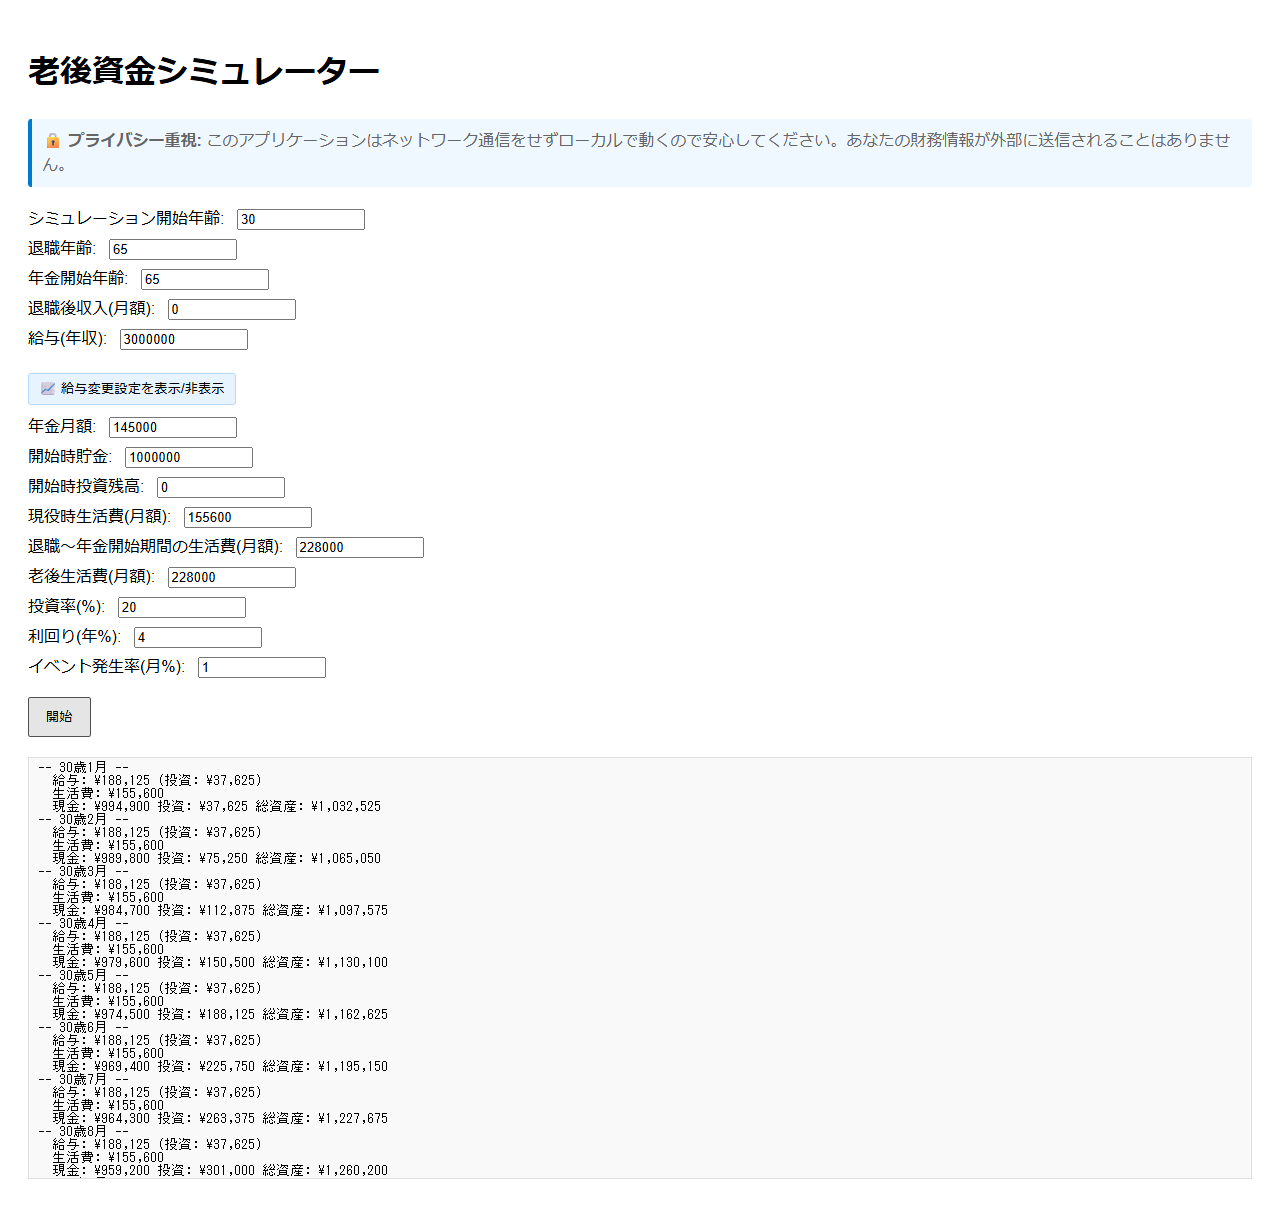 老後資金シミュレーター
🔒 プライバシー重視: このアプリケーションはネットワーク通信をせずローカルで動くので安心してください。あなたの財務情報が外部に送信されることはありませ
ん。
シミュレーション開始年齢: 30
退職年齢: 65
年金開始年齢: 65
退職後収入(月額): 0
給与(年収): 3000000
📈 給与変更設定を表示/非表示
年金月額: 145000
開始時貯金: 1000000
開始時投資残高: 0
現役時生活費(月額): 155600
退職～年金開始期間の生活費(月額): 228000
老後生活費(月額): 228000
投資率(%): 20
利回り(年%): 4
イベント発生率(月%): 1
開始
-- 30歳1月 --
給与: ¥188,125 (投資: ¥37,625)
生活費: ¥155,600
現金: ¥994,900 投資: ¥37,625 総資産: ¥1,032,525
-- 30歳2月 --
給与: ¥188,125 (投資: ¥37,625)
生活費: ¥155,600
現金: ¥989,800 投資: ¥75,250 総資産: ¥1,065,050
-- 30歳3月 --
給与: ¥188,125 (投資: ¥37,625)
生活費: ¥155,600
現金: ¥984,700 投資: ¥112,875 総資産: ¥1,097,575
-- 30歳4月 --
給与: ¥188,125 (投資: ¥37,625)
生活費: ¥155,600
現金: ¥979,600 投資: ¥150,500 総資産: ¥1,130,100
-- 30歳5月 --
給与: ¥188,125 (投資: ¥37,625)
生活費: ¥155,600
現金: ¥974,500 投資: ¥188,125 総資産: ¥1,162,625
-- 30歳6月 --
給与: ¥188,125 (投資: ¥37,625)
生活費: ¥155,600
現金: ¥969,400 投資: ¥225,750 総資産: ¥1,195,150
-- 30歳7月 --
給与: ¥188,125 (投資: ¥37,625)
生活費: ¥155,600
現金: ¥964,300 投資: ¥263,375 総資産: ¥1,227,675
-- 30歳8月 --
給与: ¥188,125 (投資: ¥37,625)
生活費: ¥155,600
現金: ¥959,200 投資: ¥301,000 総資産: ¥1,260,200